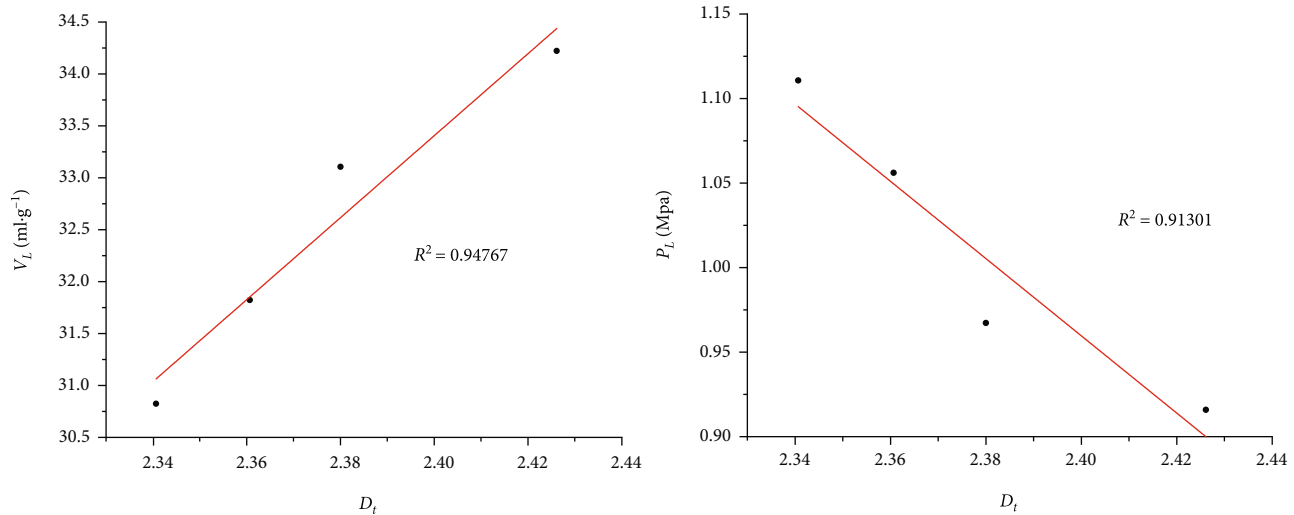 34.5
34.0
33.5
33.0
32.5
32.0
31.5
31.0
30.5
V_L (ml·g⁻¹)
R² = 0.94767
2.34 2.36 2.38 2.40 2.42 2.44
D_t
1.15
1.10
1.05
1.00
0.95
0.90
P_L (Mpa)
R² = 0.91301
2.34 2.36 2.38 2.40 2.42 2.44
D_t